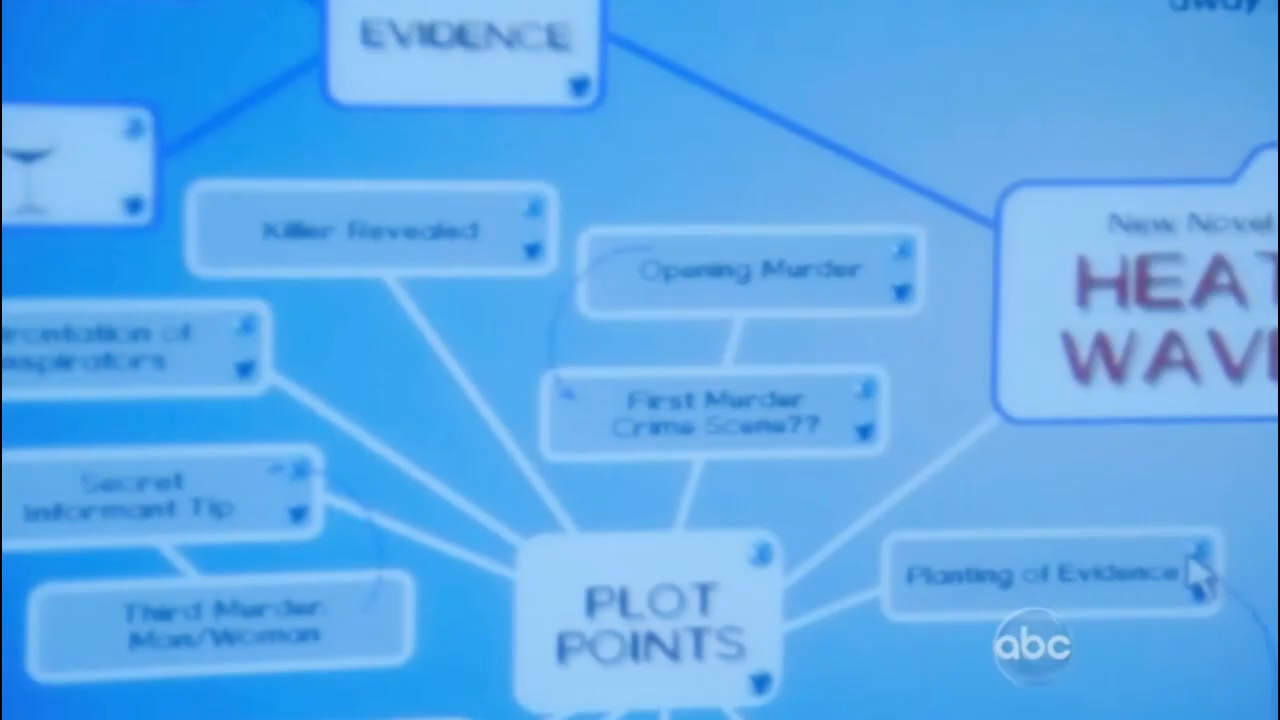 away
EVIDENCE
Killer Revealed
Opening Murder
New Novel
HEAT
WAVE
First Murder
Crime Scene??
Secret
Informant Tip
Third Murder
Man/Woman
PLOT
POINTS
Planting of Evidence
abc